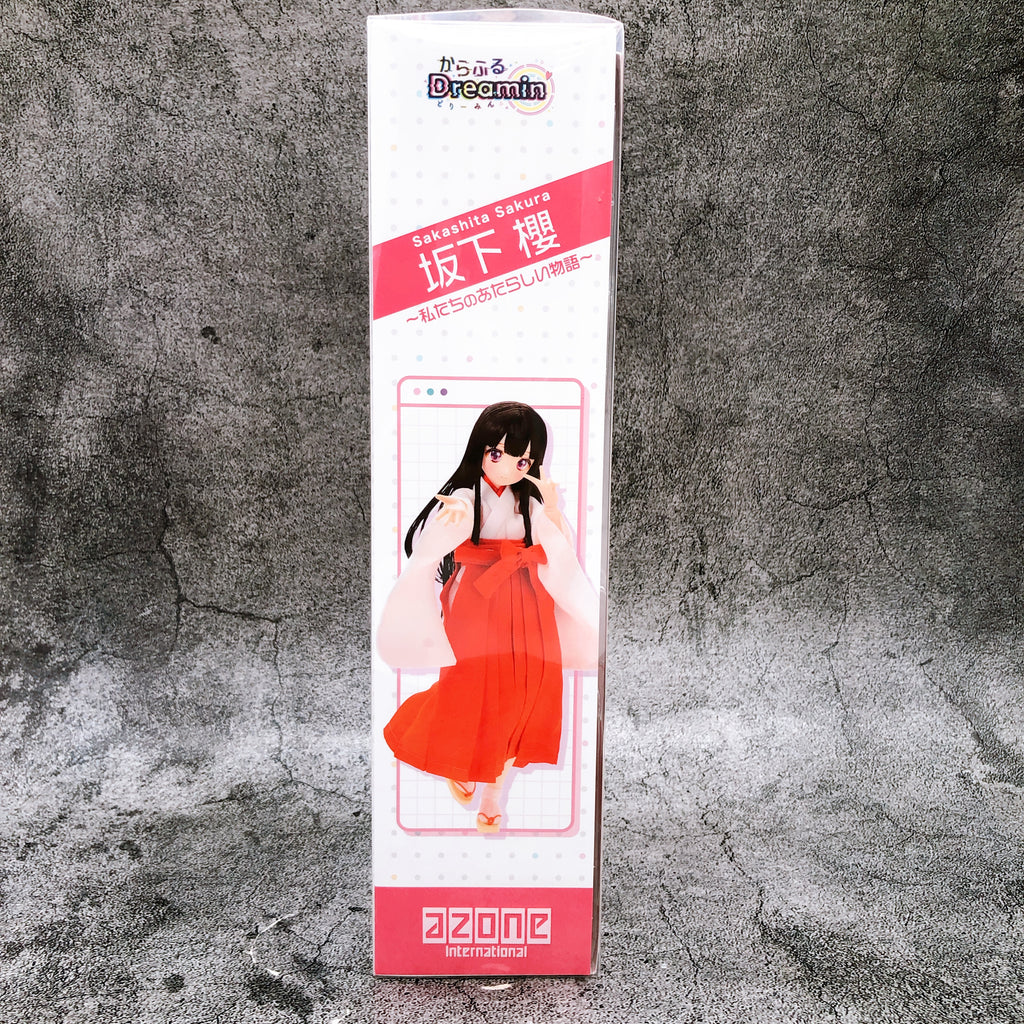 からふる
Dreamin
どりーみん
Sakashita Sakura
坂下 櫻
～私たちのあたらしい物語～
azone
International